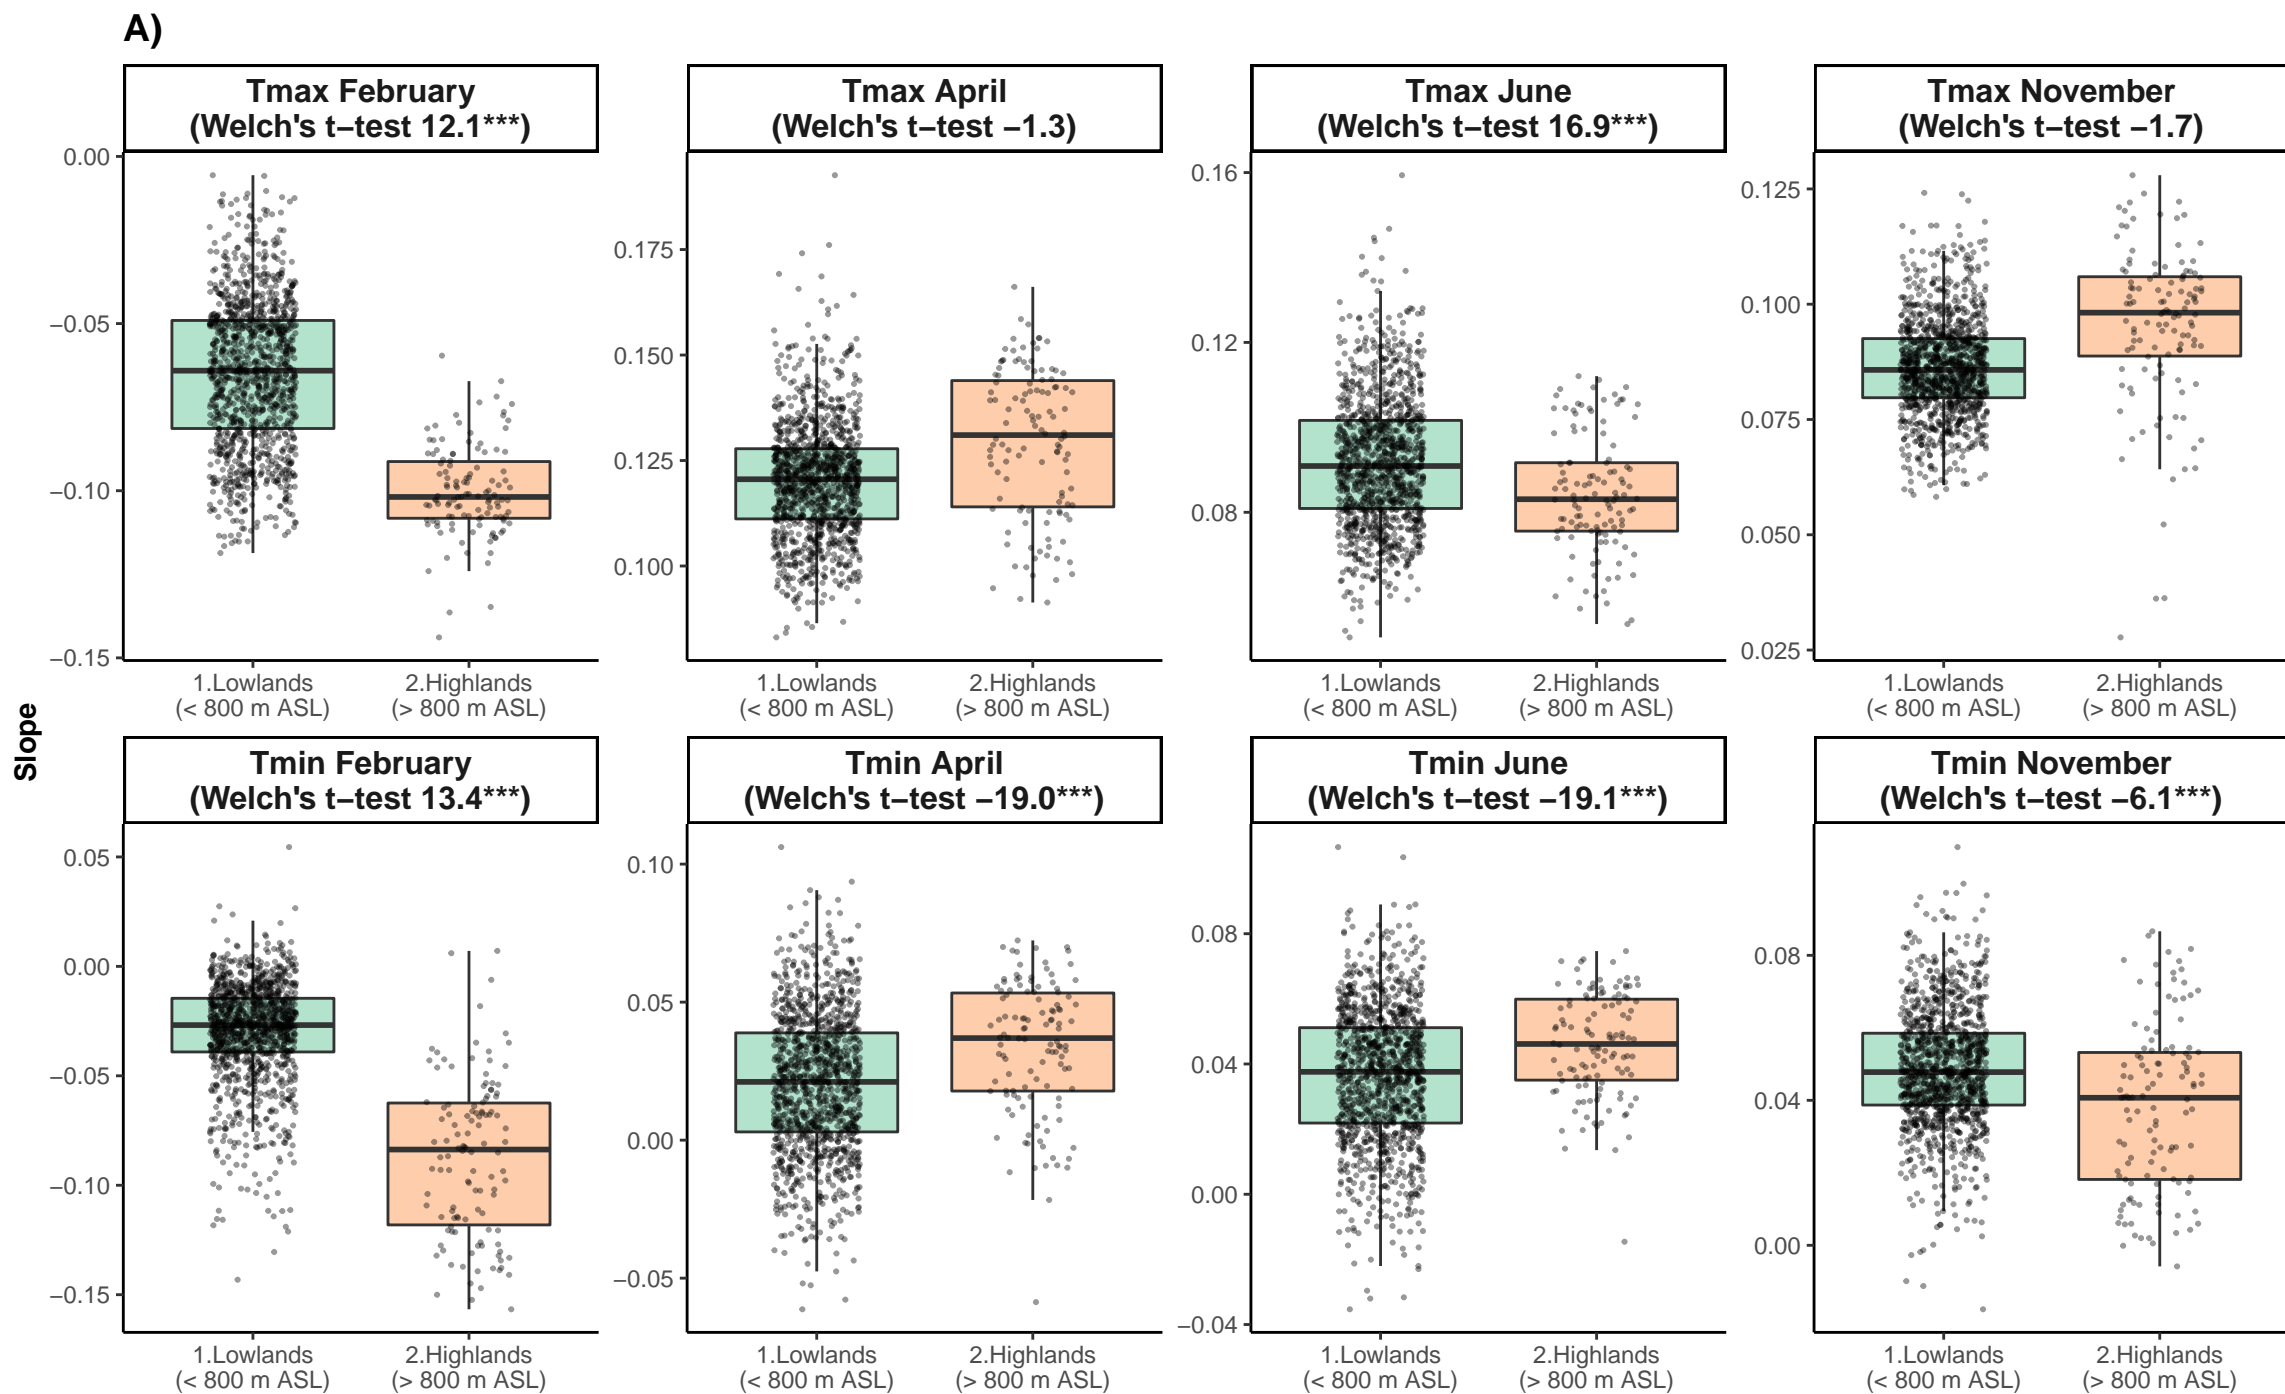 A)
Tmax February
(Welch's t−test 12.1***)
Tmax April
(Welch's t−test −1.3)
Tmax June
(Welch's t−test 16.9***)
Tmax November
(Welch's t−test −1.7)
0.00
−0.05
−0.10
−0.15
0.175
0.150
0.125
0.100
0.16
0.12
0.08
0.125
0.100
0.075
0.050
0.025
1.Lowlands
(< 800 m ASL)
2.Highlands
(> 800 m ASL)
1.Lowlands
(< 800 m ASL)
2.Highlands
(> 800 m ASL)
1.Lowlands
(< 800 m ASL)
2.Highlands
(> 800 m ASL)
1.Lowlands
(< 800 m ASL)
2.Highlands
(> 800 m ASL)
Slope
Tmin February
(Welch's t−test 13.4***)
Tmin April
(Welch's t−test −19.0***)
Tmin June
(Welch's t−test −19.1***)
Tmin November
(Welch's t−test −6.1***)
0.05
0.00
−0.05
−0.10
−0.15
0.10
0.05
0.00
−0.05
0.08
0.04
0.00
−0.04
0.08
0.04
0.00
1.Lowlands
(< 800 m ASL)
2.Highlands
(> 800 m ASL)
1.Lowlands
(< 800 m ASL)
2.Highlands
(> 800 m ASL)
1.Lowlands
(< 800 m ASL)
2.Highlands
(> 800 m ASL)
1.Lowlands
(< 800 m ASL)
2.Highlands
(> 800 m ASL)